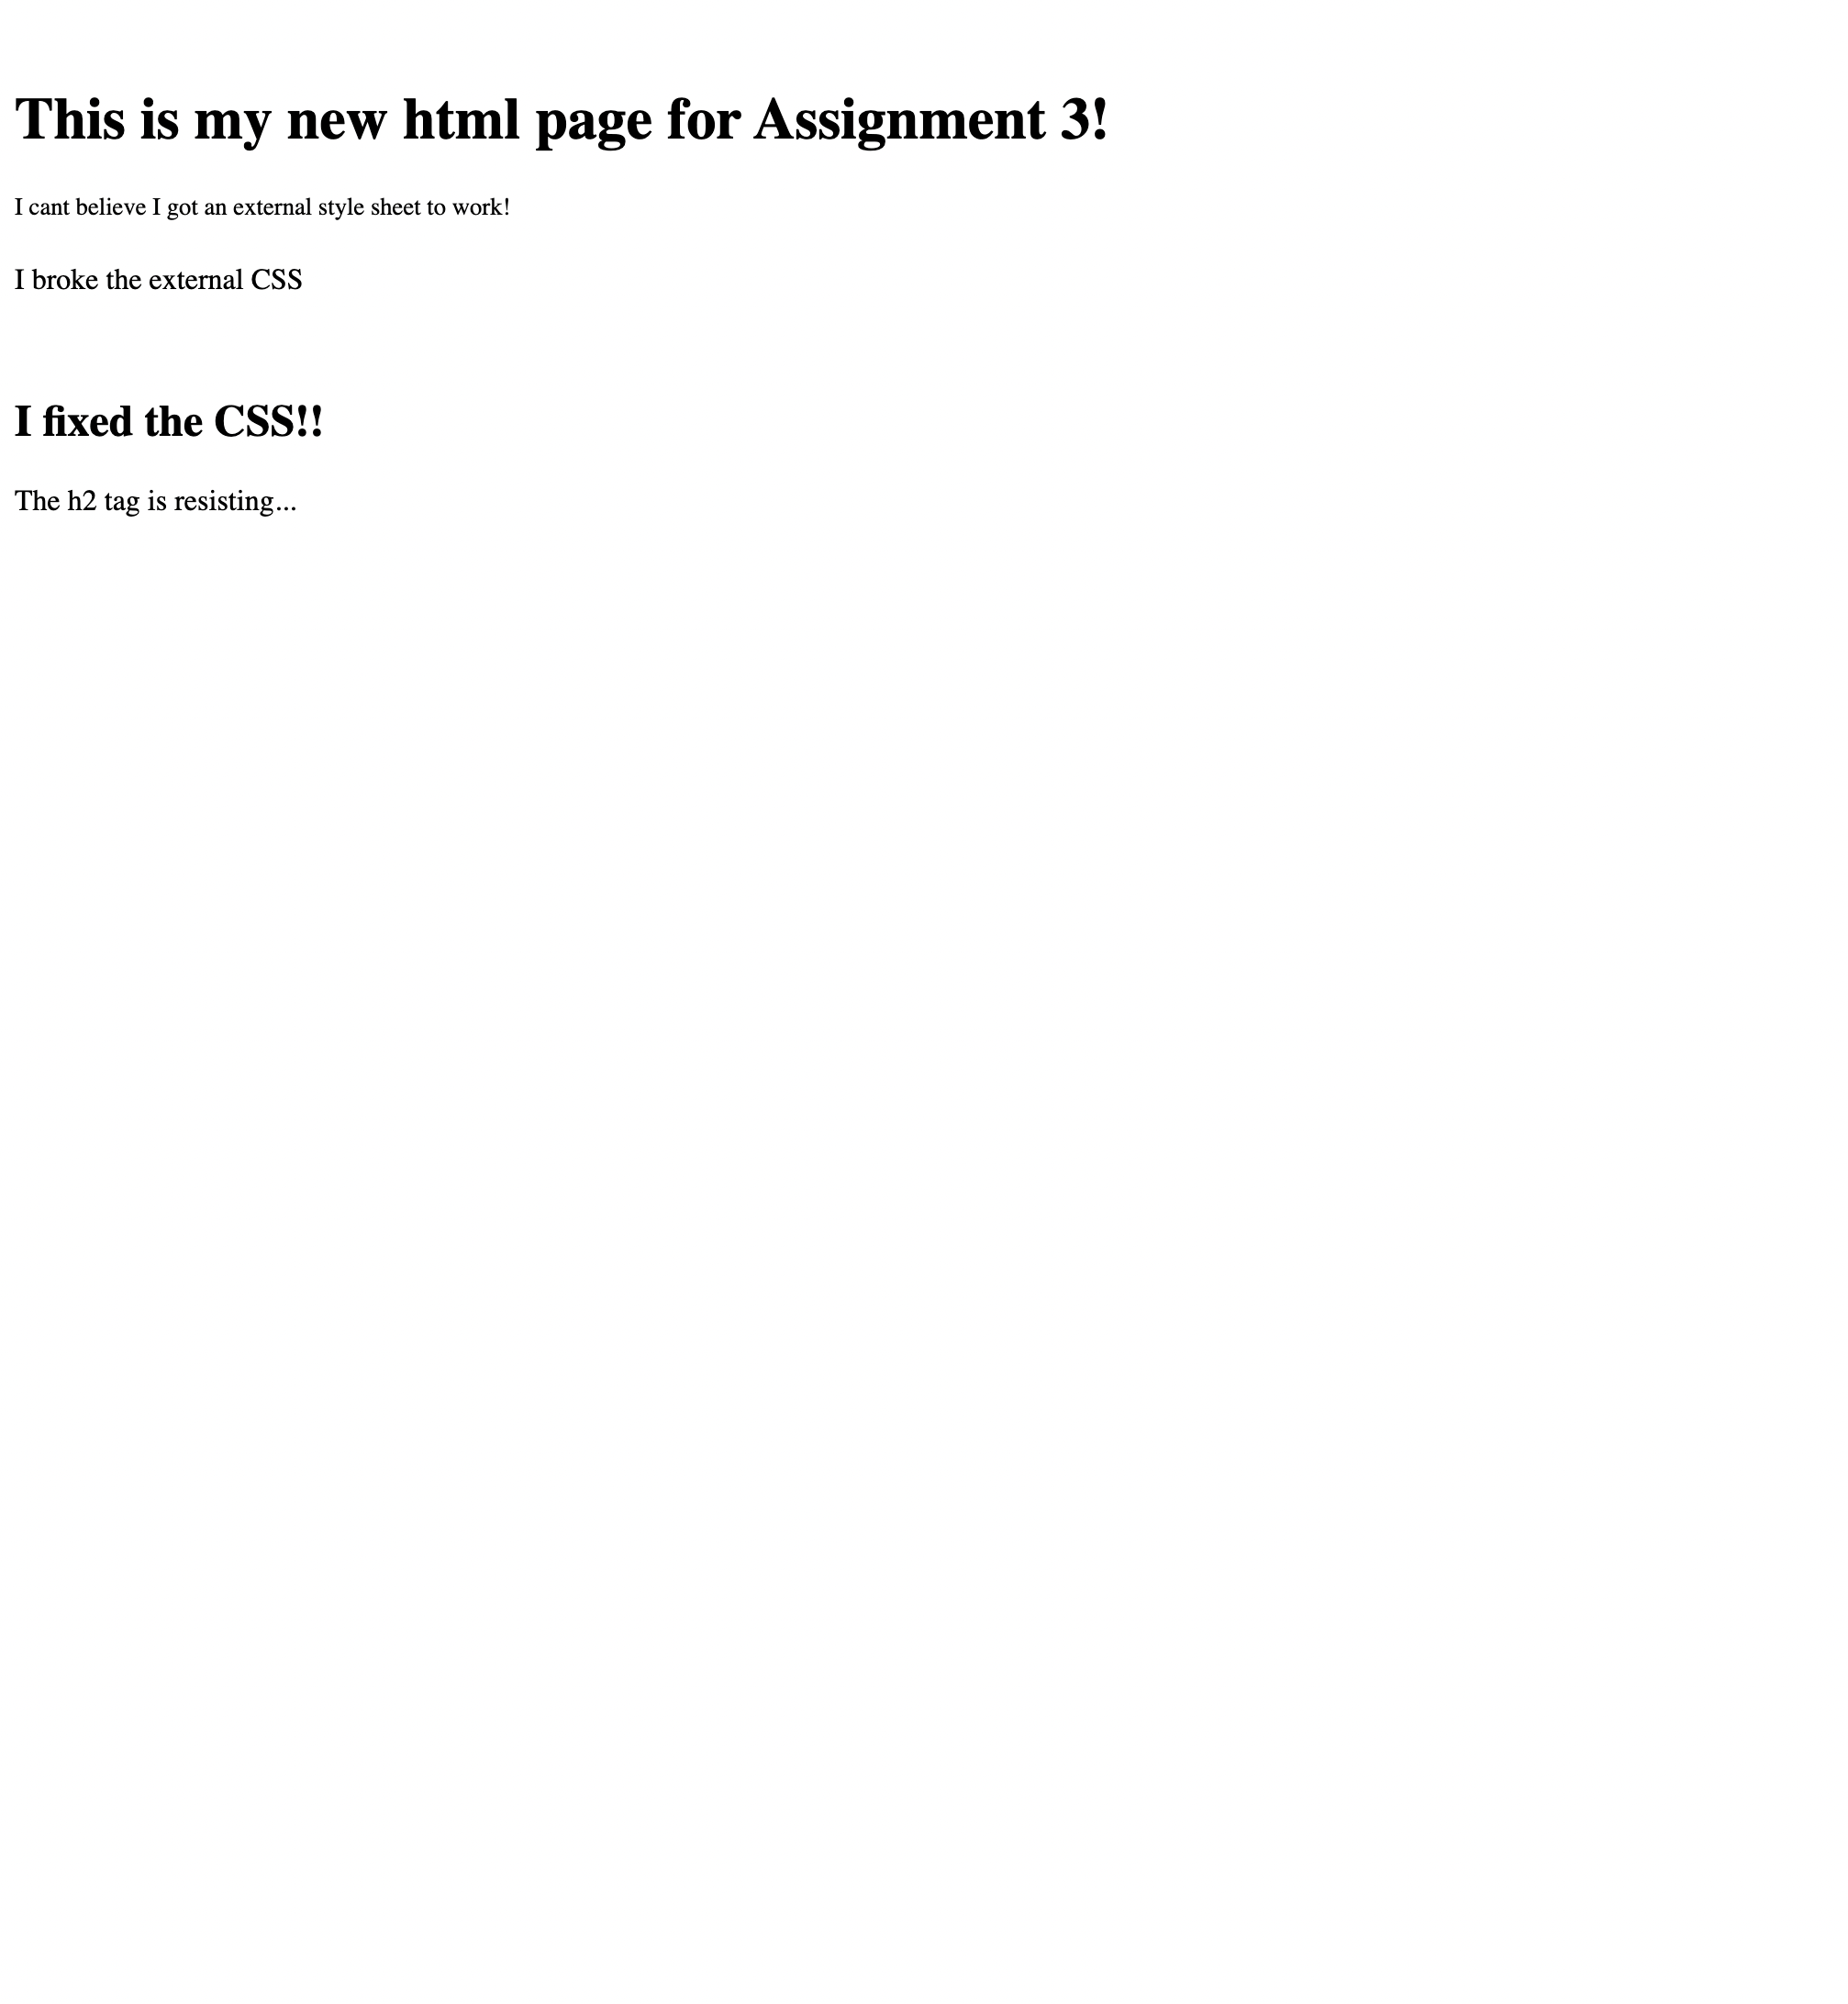 This is my new html page for Assignment 3!
I cant believe I got an external style sheet to work!
I broke the external CSS
I fixed the CSS!!
The h2 tag is resisting...